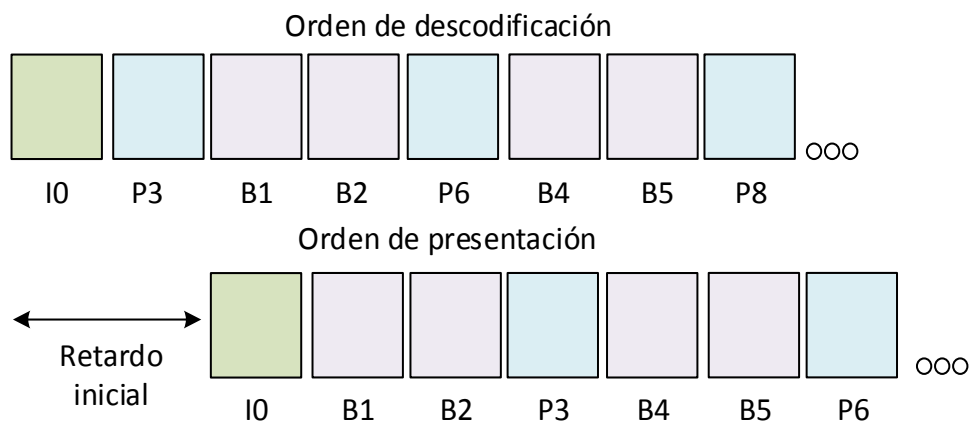 Orden de descodificación
I0 P3 B1 B2 P6 B4 B5 P8
Orden de presentación
Retardo
inicial
I0 B1 B2 P3 B4 B5 P6